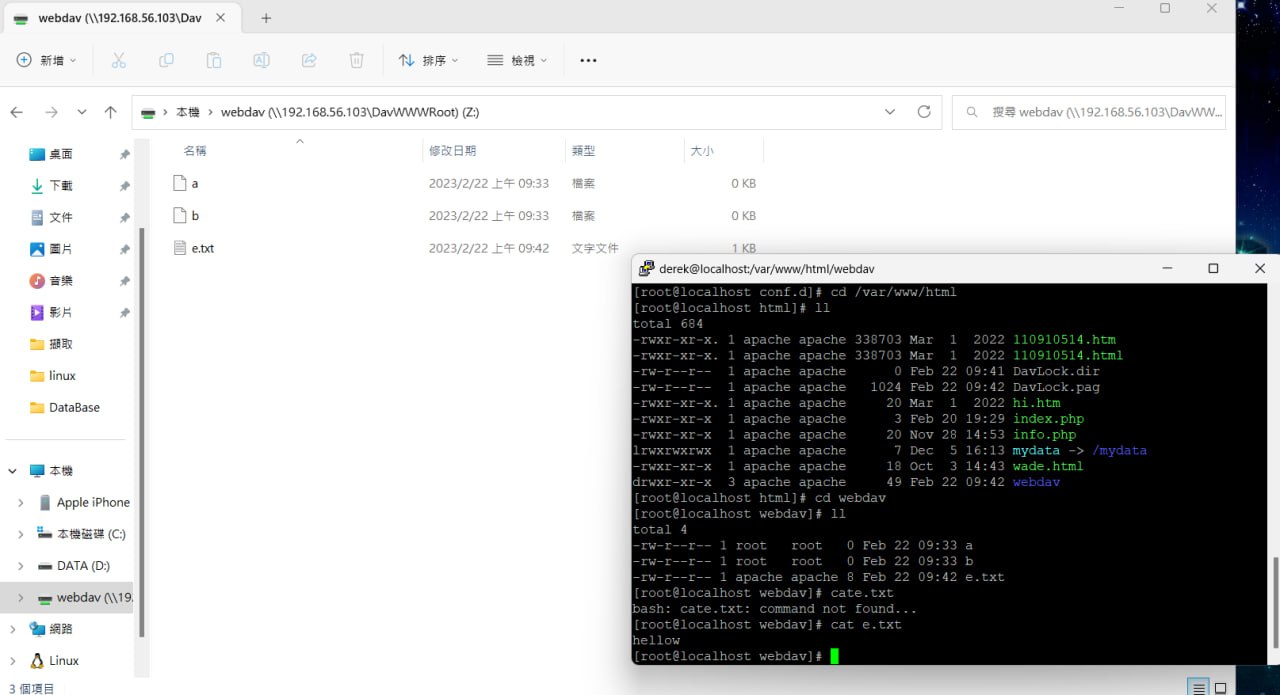 webdav (\\192.168.56.103\Dav
新增
排序
檢視
本機 › webdav (\\192.168.56.103\DavWWWRoot) (Z:)
搜尋 webdav (\\192.168.56.103\DavWW...
桌面
下載
文件
圖片
音樂
影片
擷取
linux
DataBase
本機
Apple iPhone
本機磁碟 (C:)
DATA (D:)
webdav (\\19.
網路
Linux
3 個項目
名稱 修改日期 類型 大小
a 2023/2/22 上午 09:33 檔案 0 KB
b 2023/2/22 上午 09:33 檔案 0 KB
e.txt 2023/2/22 上午 09:42 文字文件 1 KB
derek@localhost:/var/www/html/webdav
[root@localhost conf.d]# cd /var/www/html
[root@localhost html]# ll
total 684
-rwxr-xr-x. 1 apache apache 338703 Mar  1  2022 110910514.htm
-rwxr-xr-x. 1 apache apache 338703 Mar  1  2022 110910514.html
-rw-r--r--  1 apache apache      0 Feb 22 09:41 DavLock.dir
-rw-r--r--  1 apache apache   1024 Feb 22 09:42 DavLock.pag
-rwxr-xr-x. 1 apache apache     20 Mar  1  2022 hi.htm
-rwxr-xr-x  1 apache apache      3 Feb 20 19:29 index.php
-rwxr-xr-x  1 apache apache     20 Nov 28 14:53 info.php
lrwxrwxrwx  1 apache apache      7 Dec  5 16:13 mydata -> /mydata
-rwxr-xr-x  1 apache apache     18 Oct  3 14:43 wade.html
drwxr-xr-x  3 apache apache     49 Feb 22 09:42 webdav
[root@localhost html]# cd webdav
[root@localhost webdav]# ll
total 4
-rw-r--r-- 1 root   root   0 Feb 22 09:33 a
-rw-r--r-- 1 root   root   0 Feb 22 09:33 b
-rw-r--r-- 1 apache apache 8 Feb 22 09:42 e.txt
[root@localhost webdav]# cate.txt
bash: cate.txt: command not found...
[root@localhost webdav]# cat e.txt
hellow
[root@localhost webdav]#